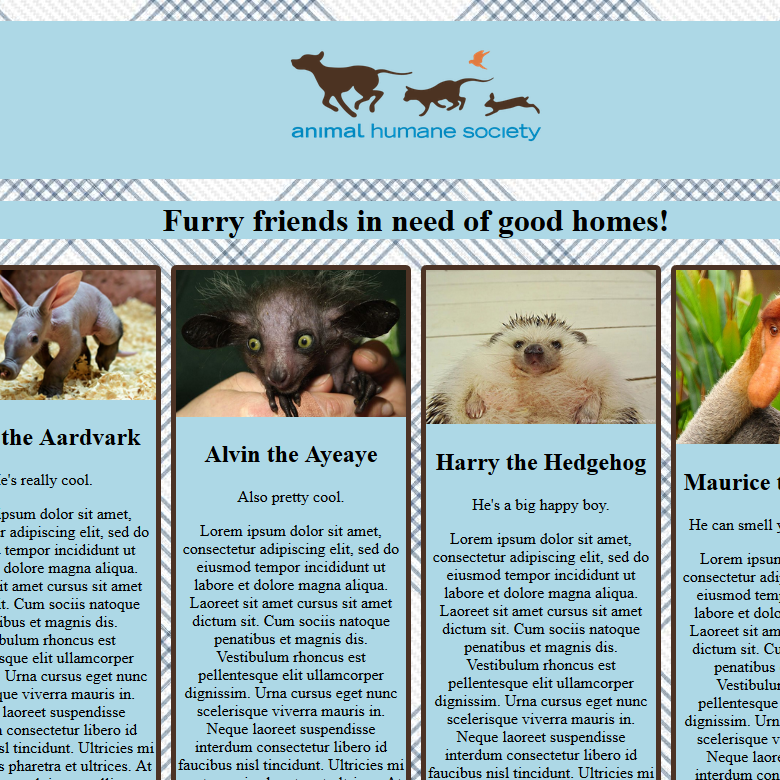 animal humane society
Furry friends in need of good homes!
the Aardvark
e's really cool.
psum dolor sit amet,
r adipiscing elit, sed do
tempor incididunt ut
dolore magna aliqua.
it amet cursus sit amet
t. Cum sociis natoque
ibus et magnis dis.
bulum rhoncus est
sque elit ullamcorper
. Urna cursus eget nunc
que viverra mauris in.
laoreet suspendisse
consectetur libero id
sl tincidunt. Ultricies mi
s pharetra et ultrices. At
Alvin the Ayeaye
Also pretty cool.
Lorem ipsum dolor sit amet,
consectetur adipiscing elit, sed do
eiusmod tempor incididunt ut
labore et dolore magna aliqua.
Laoreet sit amet cursus sit amet
dictum sit. Cum sociis natoque
penatibus et magnis dis.
Vestibulum rhoncus est
pellentesque elit ullamcorper
dignissim. Urna cursus eget nunc
scelerisque viverra mauris in.
Neque laoreet suspendisse
interdum consectetur libero id
faucibus nisl tincidunt. Ultricies mi
Harry the Hedgehog
He's a big happy boy.
Lorem ipsum dolor sit amet,
consectetur adipiscing elit, sed do
eiusmod tempor incididunt ut
labore et dolore magna aliqua.
Laoreet sit amet cursus sit amet
dictum sit. Cum sociis natoque
penatibus et magnis dis.
Vestibulum rhoncus est
pellentesque elit ullamcorper
dignissim. Urna cursus eget nunc
scelerisque viverra mauris in.
Neque laoreet suspendisse
interdum consectetur libero id
faucibus nisl tincidunt. Ultricies mi
Maurice t
He can smell y
Lorem ipsum
consectetur adip
eiusmod temp
labore et dolo
Laoreet sit am
dictum sit. Cu
penatibus
Vestibulu
pellentesque
dignissim. Urn
scelerisque v
Neque laor
interdum con